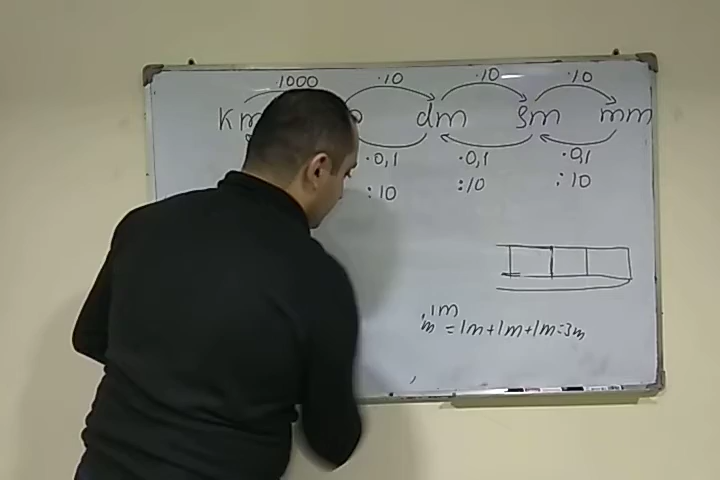 ·1000 ·10 ·10 ·10
Km dm sm mm
·0,1 ·0,1 ·0,1
:10 :10 :10
1m
m = 1m+1m+1m=3m